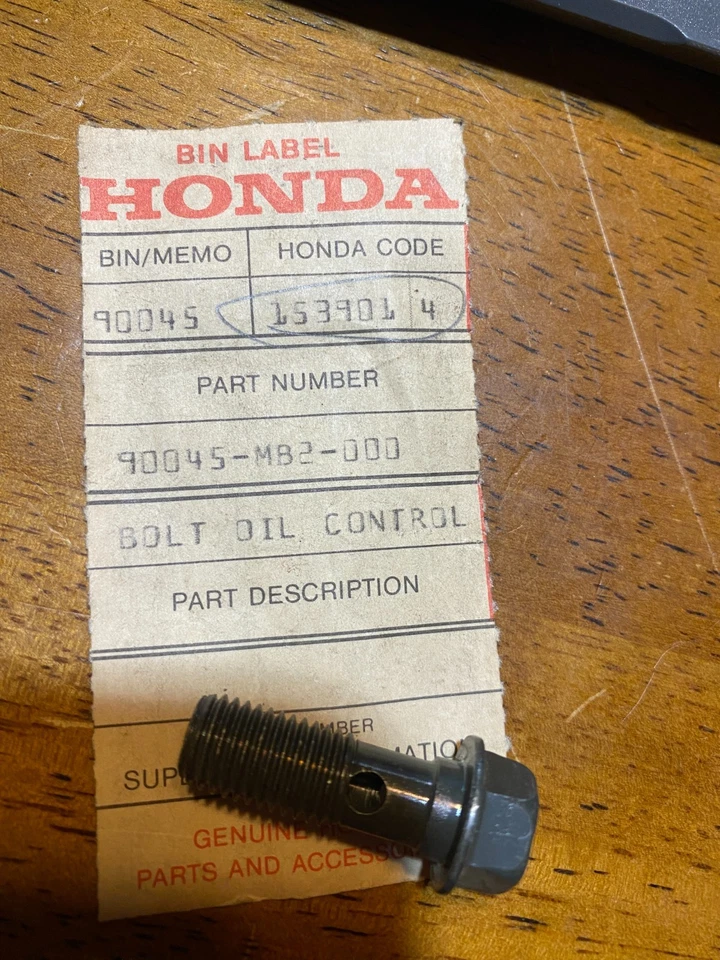 BIN LABEL
HONDA
BIN/MEMO HONDA CODE
90045 153901 4
PART NUMBER
90045-MB2-000
BOLT OIL CONTROL
PART DESCRIPTION
GENUINE
PARTS AND